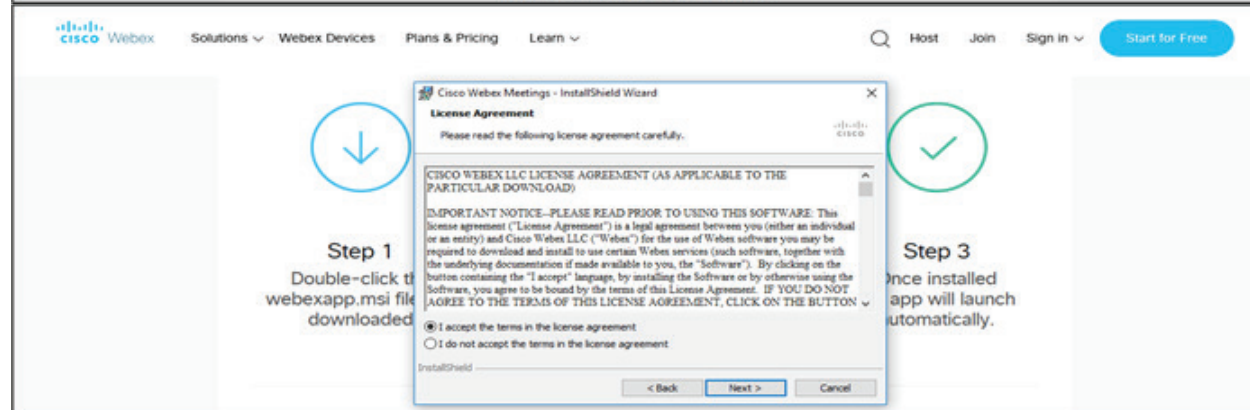 CISCO Webex Solutions Webex Devices Plans & Pricing Learn Host Join Sign in Start for Free
Cisco Webex Meetings - InstallShield Wizard
License Agreement
Please read the following license agreement carefully.
CISCO
CISCO WEBEX LLC LICENSE AGREEMENT (AS APPLICABLE TO THE
PARTICULAR DOWNLOAD)
IMPORTANT NOTICE--PLEASE READ PRIOR TO USING THIS SOFTWARE: This
license agreement ("License Agreement") is a legal agreement between you (either an individual
or an entity) and Cisco Webex LLC ("Webex") for the use of Webex software you may be
required to download and install to use certain Webex services (such software, together with
the underlying documentation if made available to you, the "Software"). By clicking on the
button containing the "I accept" language, by installing the Software or by otherwise using the
Software, you agree to be bound by the terms of this License Agreement. IF YOU DO NOT
AGREE TO THE TERMS OF THIS LICENSE AGREEMENT, CLICK ON THE BUTTON
I accept the terms in the license agreement
I do not accept the terms in the license agreement
InstallShield
< Back Next > Cancel
Step 1
Double-click th
webexapp.msi file
downloaded
Step 3
Once installed
app will launch
utomatically.